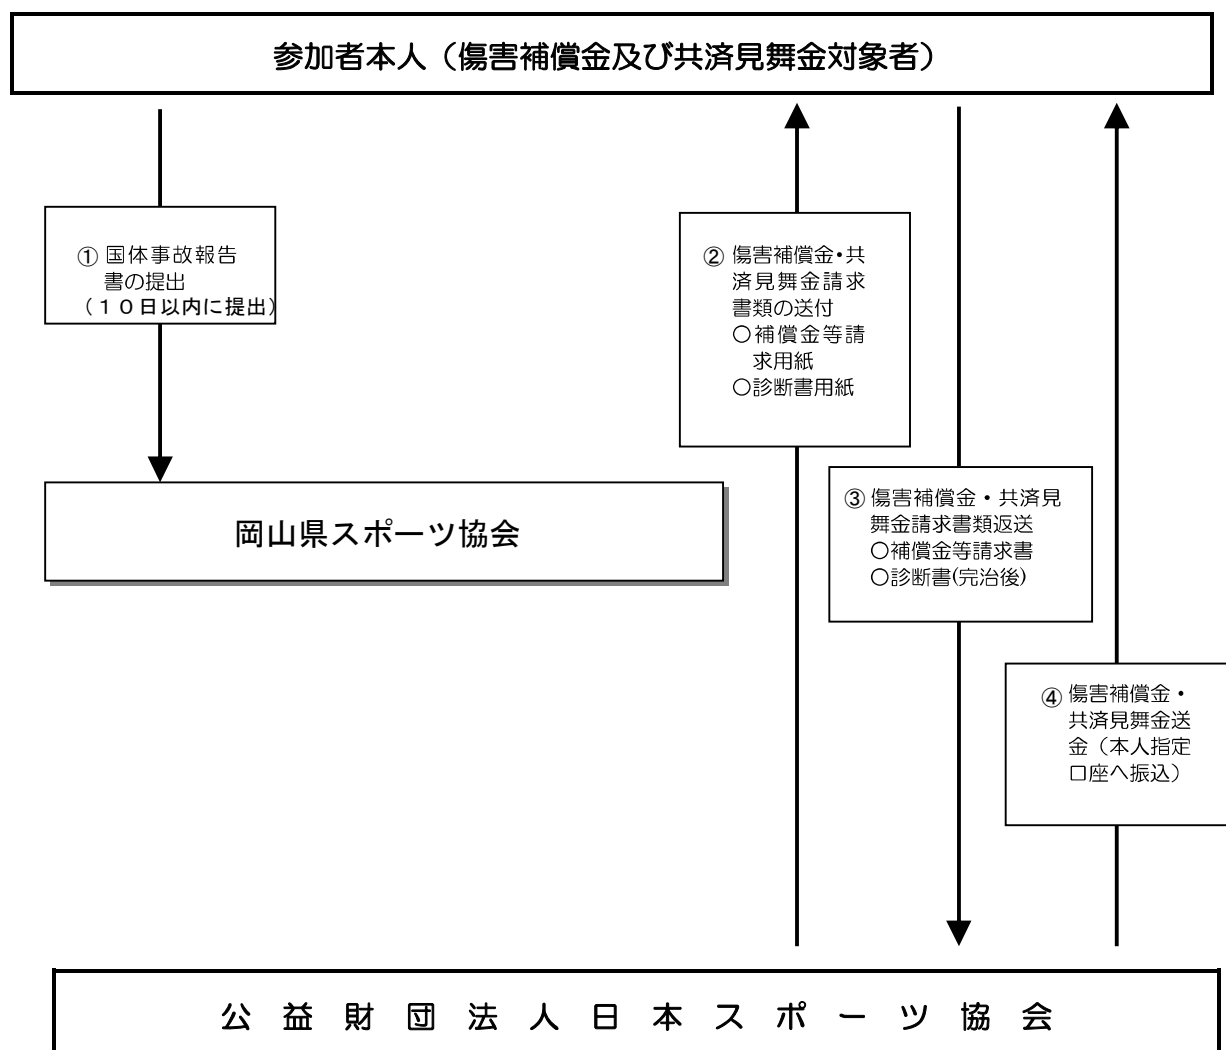 参加者本人（傷害補償金及び共済見舞金対象者）
① 国体事故報告
書の提出
（１０日以内に提出）
② 傷害補償金・共
済見舞金請求
書類の送付
○補償金等請
求用紙
○診断書用紙
③ 傷害補償金・共済見
舞金請求書類返送
○補償金等請求書
○診断書(完治後)
岡山県スポーツ協会
④ 傷害補償金・
共済見舞金送
金（本人指定
口座へ振込）
公益財団法人日本スポーツ協会